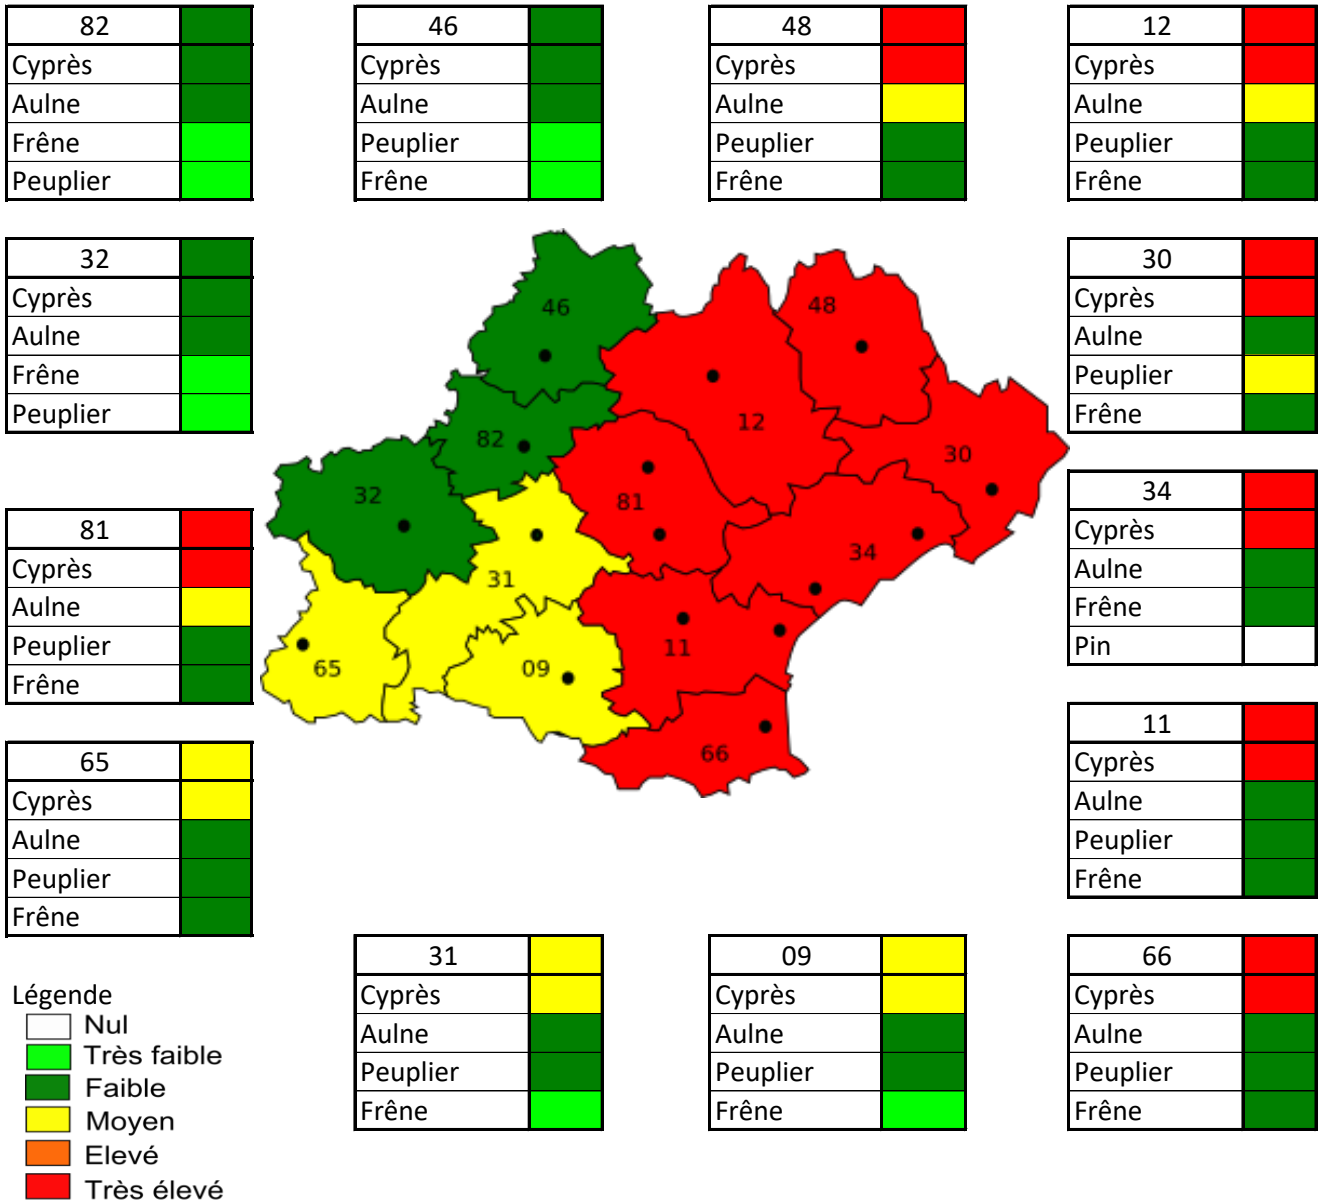 82
Cyprès
Aulne
Frêne
Peuplier
46
Cyprès
Aulne
Peuplier
Frêne
48
Cyprès
Aulne
Peuplier
Frêne
12
Cyprès
Aulne
Peuplier
Frêne
32
Cyprès
Aulne
Frêne
Peuplier
30
Cyprès
Aulne
Peuplier
Frêne
46
48
12
82
30
32
81
34
31
11
65
09
66
81
Cyprès
Aulne
Peuplier
Frêne
34
Cyprès
Aulne
Frêne
Pin
65
Cyprès
Aulne
Peuplier
Frêne
11
Cyprès
Aulne
Peuplier
Frêne
31
Cyprès
Aulne
Peuplier
Frêne
09
Cyprès
Aulne
Peuplier
Frêne
66
Cyprès
Aulne
Peuplier
Frêne
Légende
Nul
Très faible
Faible
Moyen
Elevé
Très élevé